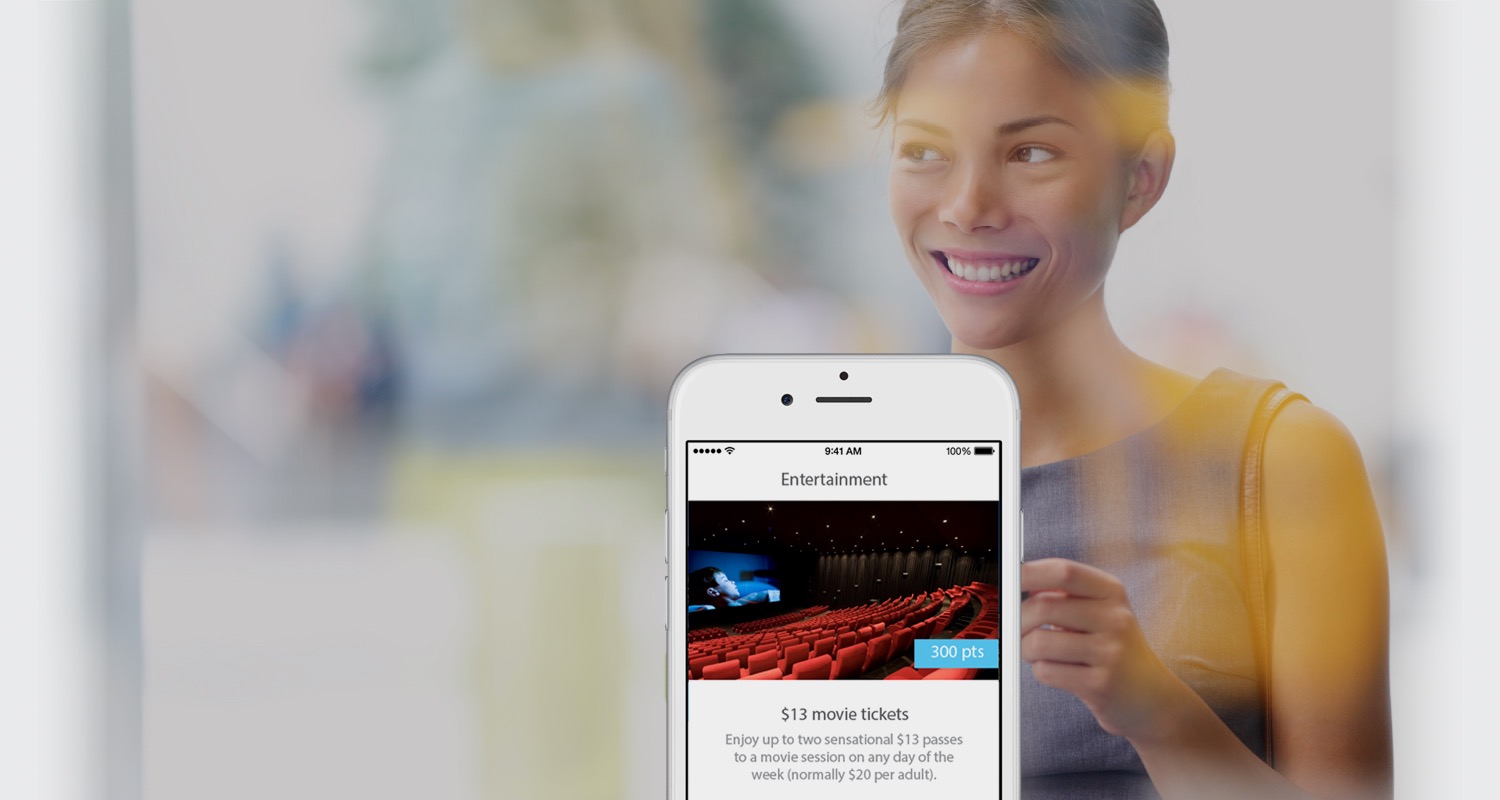 9:41 AM 100%
Entertainment
300 pts
$13 movie tickets
Enjoy up to two sensational $13 passes
to a movie session on any day of the
week (normally $20 per adult).